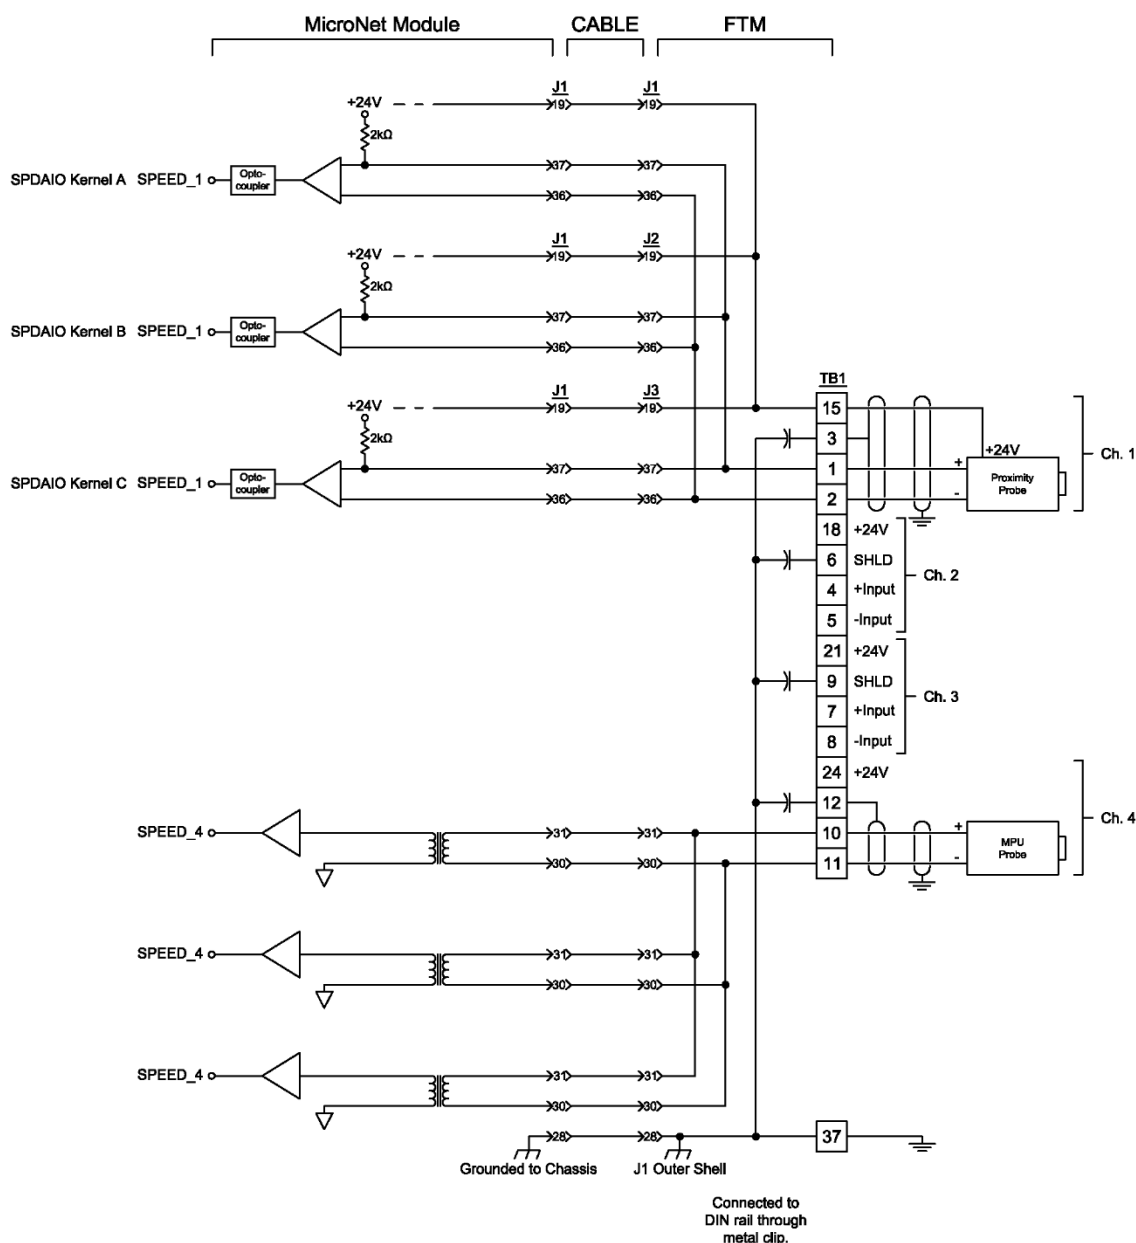 MicroNet Module CABLE FTM
J1 J1
+24V 19 19
2kΩ
37 37
SPDAIO Kernel A SPEED_1 Opto-coupler
36 36
J1 J2
+24V 19 19
2kΩ
37 37
SPDAIO Kernel B SPEED_1 Opto-coupler
36 36
TB1
J1 J3
+24V 19 19 15
2kΩ
3
+24V
Ch. 1
37 37 1 +
SPDAIO Kernel C SPEED_1 Opto-coupler
Proximity
Probe
36 36 2 -
18 +24V
6 SHLD
Ch. 2
4 +Input
5 -Input
21 +24V
9 SHLD
Ch. 3
7 +Input
8 -Input
24 +24V
12
Ch. 4
SPEED_4 31 31 10 +
MPU
Probe
30 30 11 -
SPEED_4 31 31
30 30
SPEED_4 31 31
30 30
28 28 37
Grounded to Chassis J1 Outer Shell
Connected to
DIN rail through
metal clip.